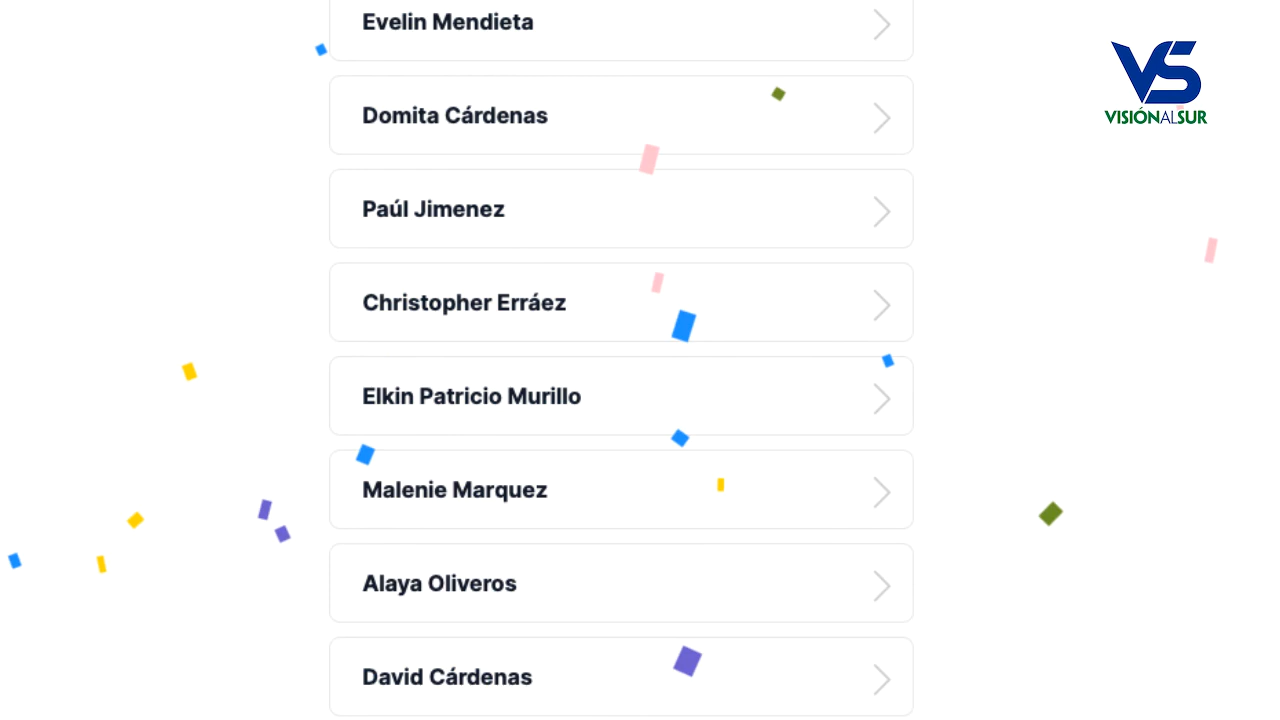 Evelin Mendieta
Domita Cárdenas
Paúl Jimenez
Christopher Erráez
Elkin Patricio Murillo
Malenie Marquez
Alaya Oliveros
David Cárdenas
VS
VISIÓNALSUR